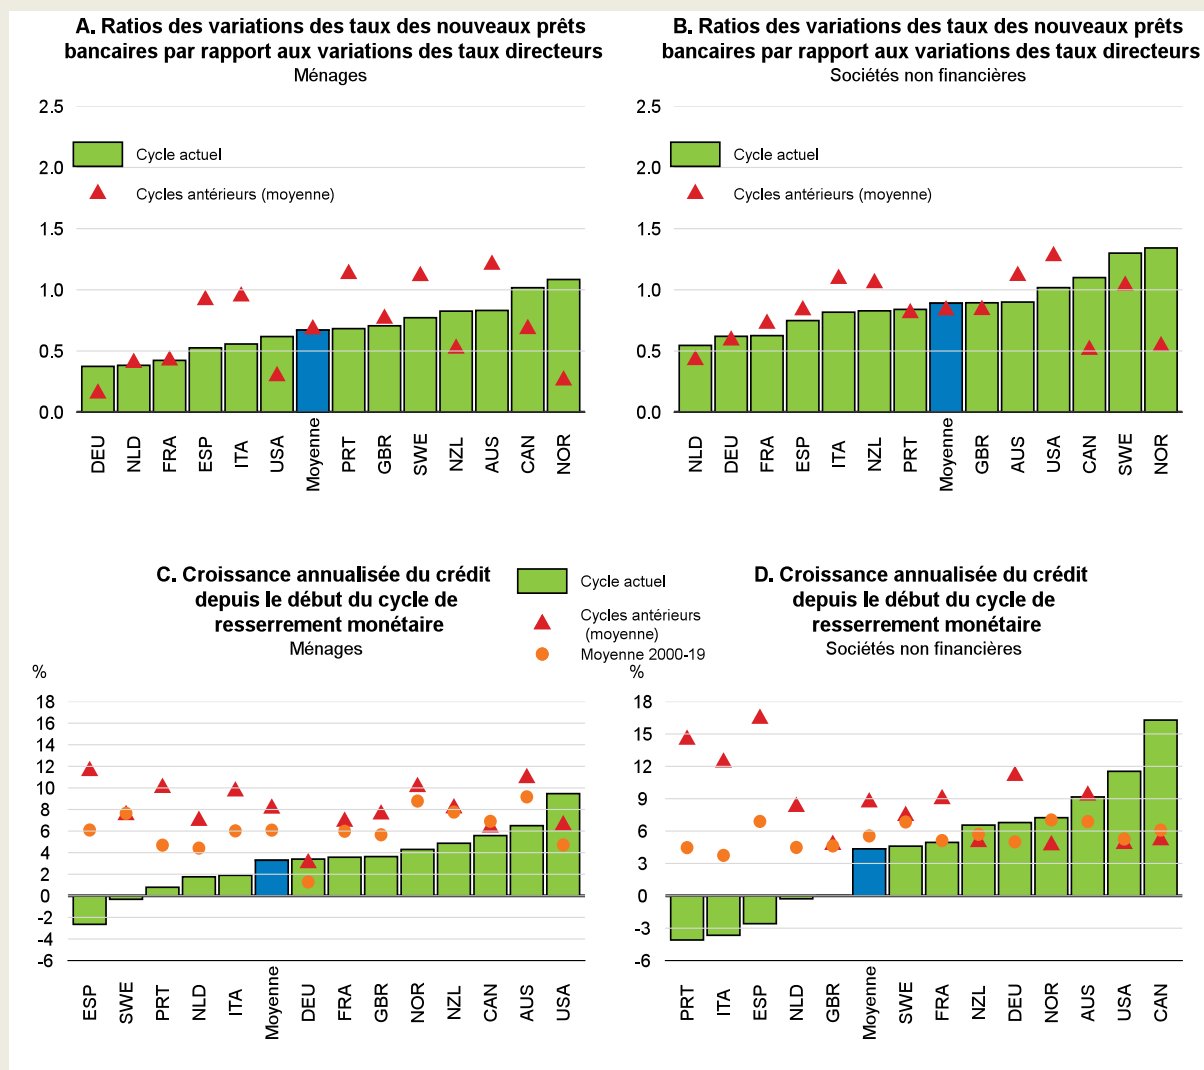 A. Ratios des variations des taux des nouveaux prêts
bancaires par rapport aux variations des taux directeurs
Ménages
2.5
2.0
1.5
1.0
0.5
0.0
Cycle actuel
Cycles antérieurs (moyenne)
DEU
NLD
FRA
ESP
ITA
USA
Moyenne
PRT
GBR
SWE
NZL
AUS
CAN
NOR
B. Ratios des variations des taux des nouveaux prêts
bancaires par rapport aux variations des taux directeurs
Sociétés non financières
2.5
2.0
1.5
1.0
0.5
0.0
Cycle actuel
Cycles antérieurs (moyenne)
NLD
DEU
FRA
ESP
ITA
NZL
PRT
Moyenne
GBR
AUS
USA
CAN
SWE
NOR
C. Croissance annualisée du crédit
depuis le début du cycle de
resserrement monétaire
Ménages
%
18
16
14
12
10
8
6
4
2
0
-2
-4
-6
ESP
SWE
PRT
NLD
ITA
Moyenne
DEU
FRA
GBR
NOR
NZL
CAN
AUS
USA
Cycle actuel
Cycles antérieurs
(moyenne)
Moyenne 2000-19
D. Croissance annualisée du crédit
depuis le début du cycle de
resserrement monétaire
Sociétés non financières
%
18
15
12
9
6
3
0
-3
-6
PRT
ITA
ESP
NLD
GBR
Moyenne
SWE
FRA
NZL
DEU
NOR
AUS
USA
CAN